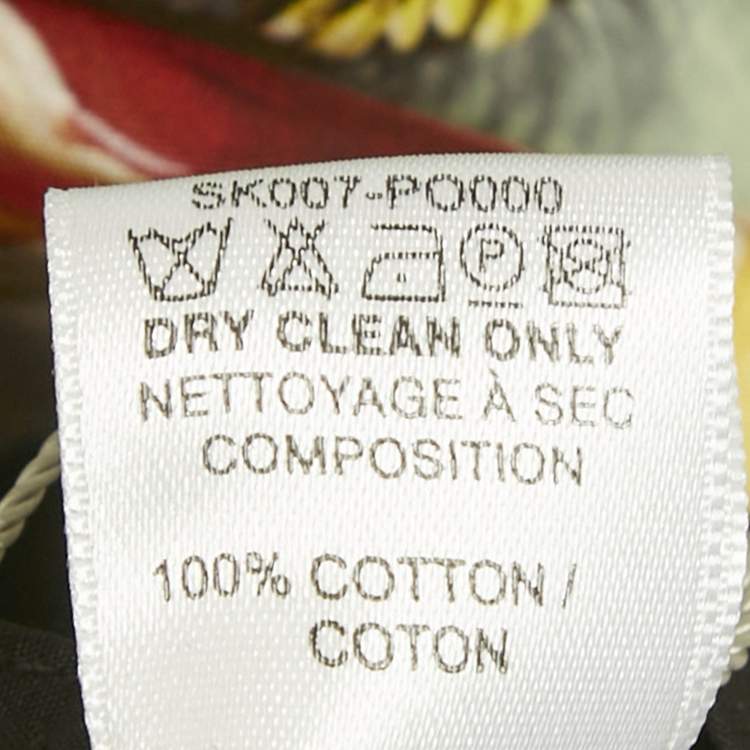 SK007-PO000
P
DRY CLEAN ONLY
NETTOYAGE À SEC
COMPOSITION
100% COTTON /
COTON